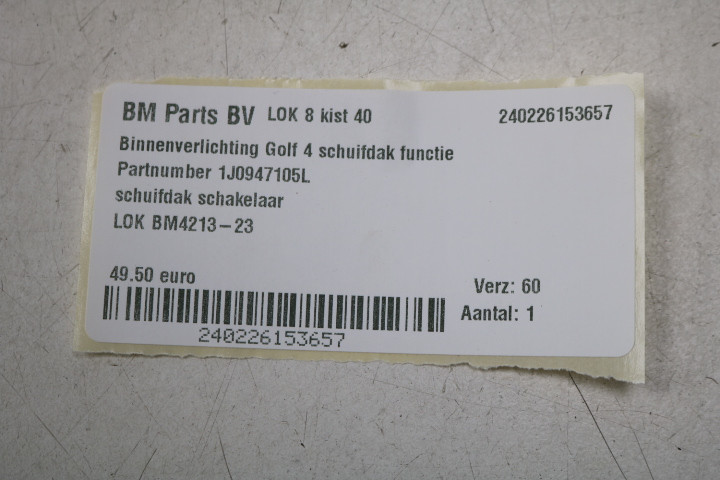 BM Parts BV LOK 8 kist 40 240226153657
Binnenverlichting Golf 4 schuifdak functie
Partnumber 1J0947105L
schuifdak schakelaar
LOK BM4213-23
49.50 euro Verz: 60
Aantal: 1
240226153657